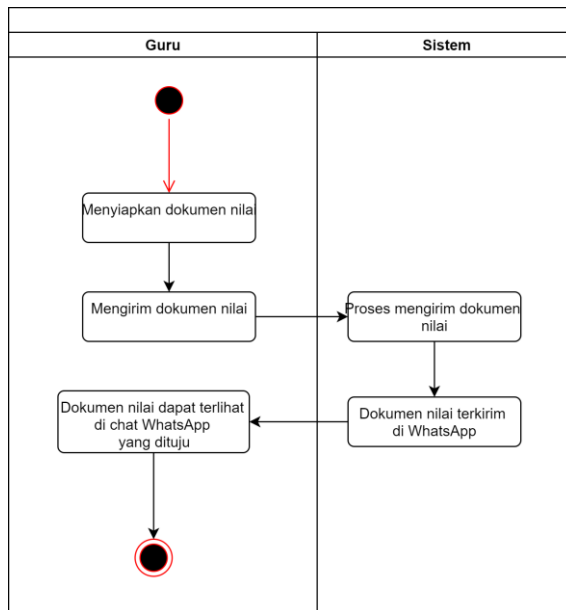 Guru
Sistem
Menyiapkan dokumen nilai
Mengirim dokumen nilai
Proses mengirim dokumen
nilai
Dokumen nilai terkirim
di WhatsApp
Dokumen nilai dapat terlihat
di chat WhatsApp
yang dituju